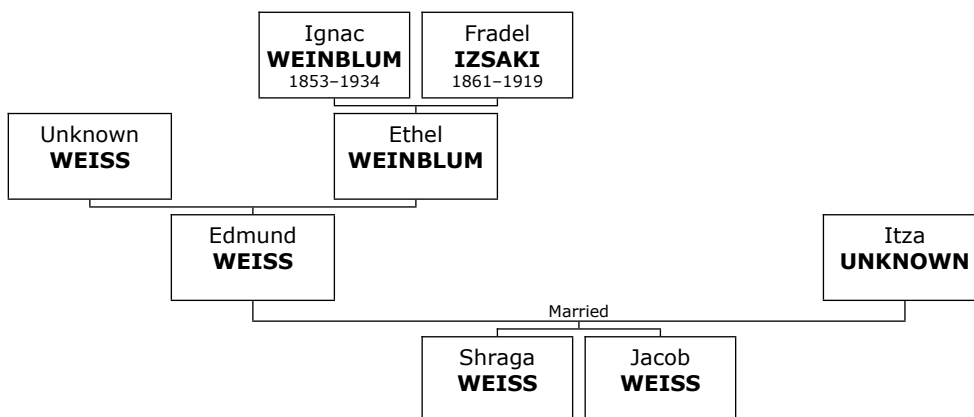 Ignac
WEINBLUM
1853–1934
Fradel
IZSAKI
1861–1919
Unknown
WEISS
Ethel
WEINBLUM
Edmund
WEISS
Itza
UNKNOWN
Married
Shraga
WEISS
Jacob
WEISS